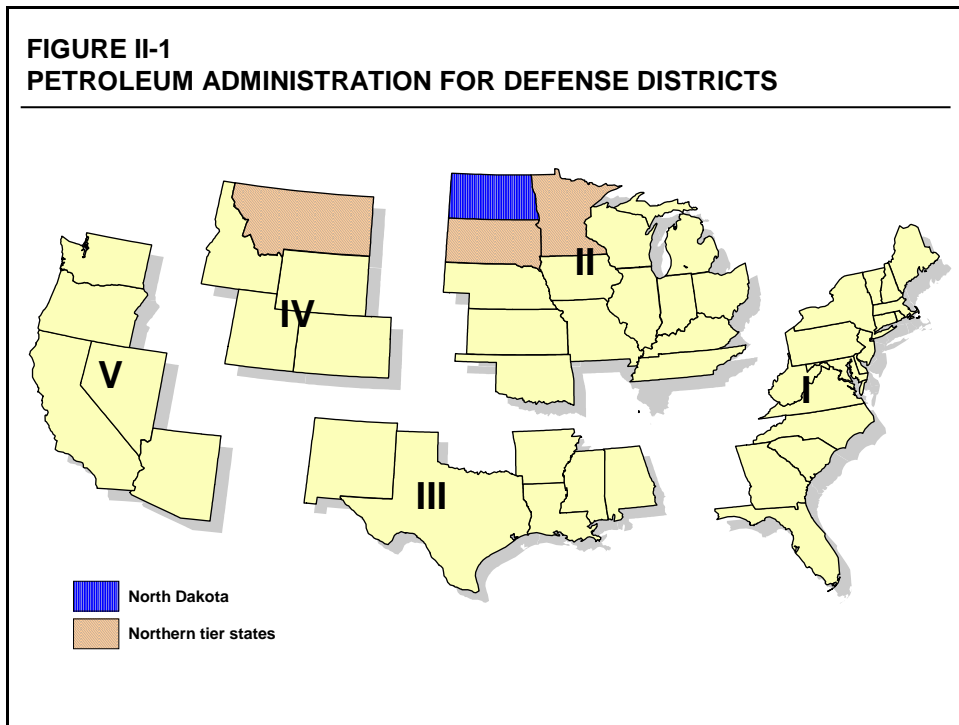 FIGURE II-1
PETROLEUM ADMINISTRATION FOR DEFENSE DISTRICTS
II
IV
V
I
III
North Dakota
Northern tier states